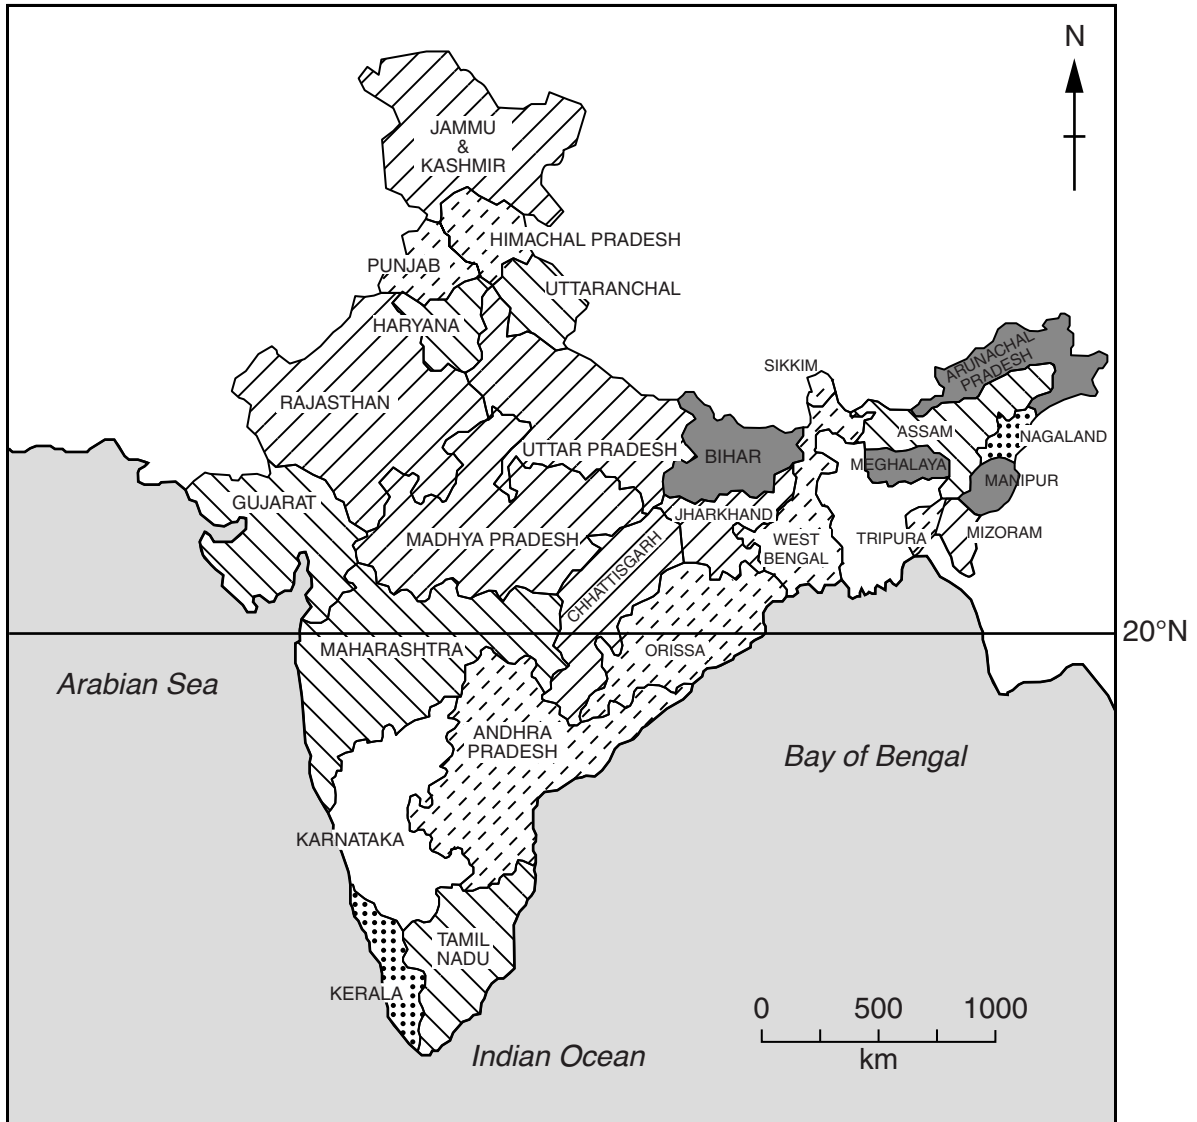 N
JAMMU
&
KASHMIR
HIMACHAL PRADESH
PUNJAB
UTTARANCHAL
HARYANA
ARUNACHAL
PRADESH
SIKKIM
RAJASTHAN
ASSAM
NAGALAND
UTTAR PRADESH
BIHAR
MEGHALAYA
MANIPUR
GUJARAT
JHARKHAND
MADHYA PRADESH
WEST
BENGAL
TRIPURA
MIZORAM
CHHATTISGARH
20°N
MAHARASHTRA
ORISSA
Arabian Sea
ANDHRA
PRADESH
Bay of Bengal
KARNATAKA
TAMIL
NADU
KERALA
0 500 1000
km
Indian Ocean